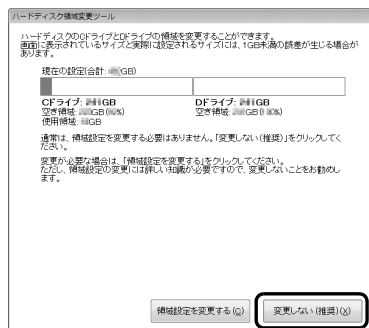 ハードディスク領域変更ツール
ハードディスクのCドライブとDドライブの領域を変更することができます。
画面に表示されているサイズと実際に設定されるサイズには、1GB未満の誤差が生じる場合が
あります。
現在の設定(合計: GB)
Cドライブ: GB
Dドライブ: GB
空き領域: GB( %)
空き領域: GB( %)
使用領域: GB
通常は、領域設定を変更する必要はありません。「変更しない(推奨)」をクリックしてく
ださい。
変更が必要な場合は、「領域設定を変更する」をクリックしてください。
ただし、領域設定の変更には詳しい知識が必要ですので、変更しないことをお勧めし
ます。
領域設定を変更する(C)
変更しない(推奨)(X)